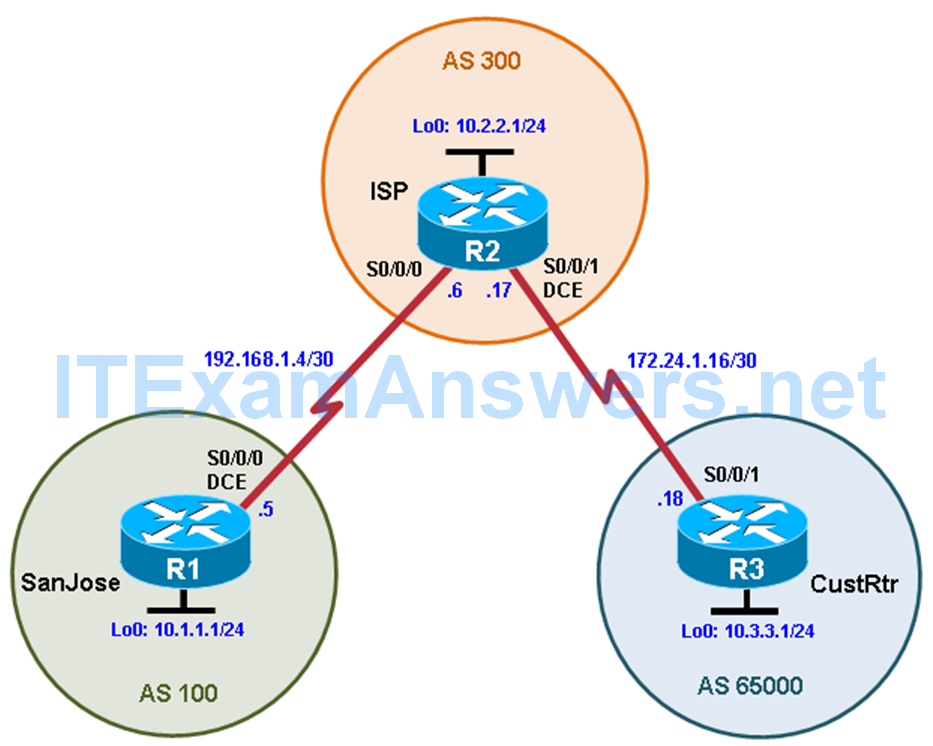 AS 300
Lo0: 10.2.2.1/24
ISP
R2
S0/0/0
S0/0/1
DCE
.6
.17
192.168.1.4/30
172.24.1.16/30
ITExamAnswers.net
S0/0/0
DCE
.5
S0/0/1
.18
R1
SanJose
R3
CustRtr
Lo0: 10.1.1.1/24
Lo0: 10.3.3.1/24
AS 100
AS 65000